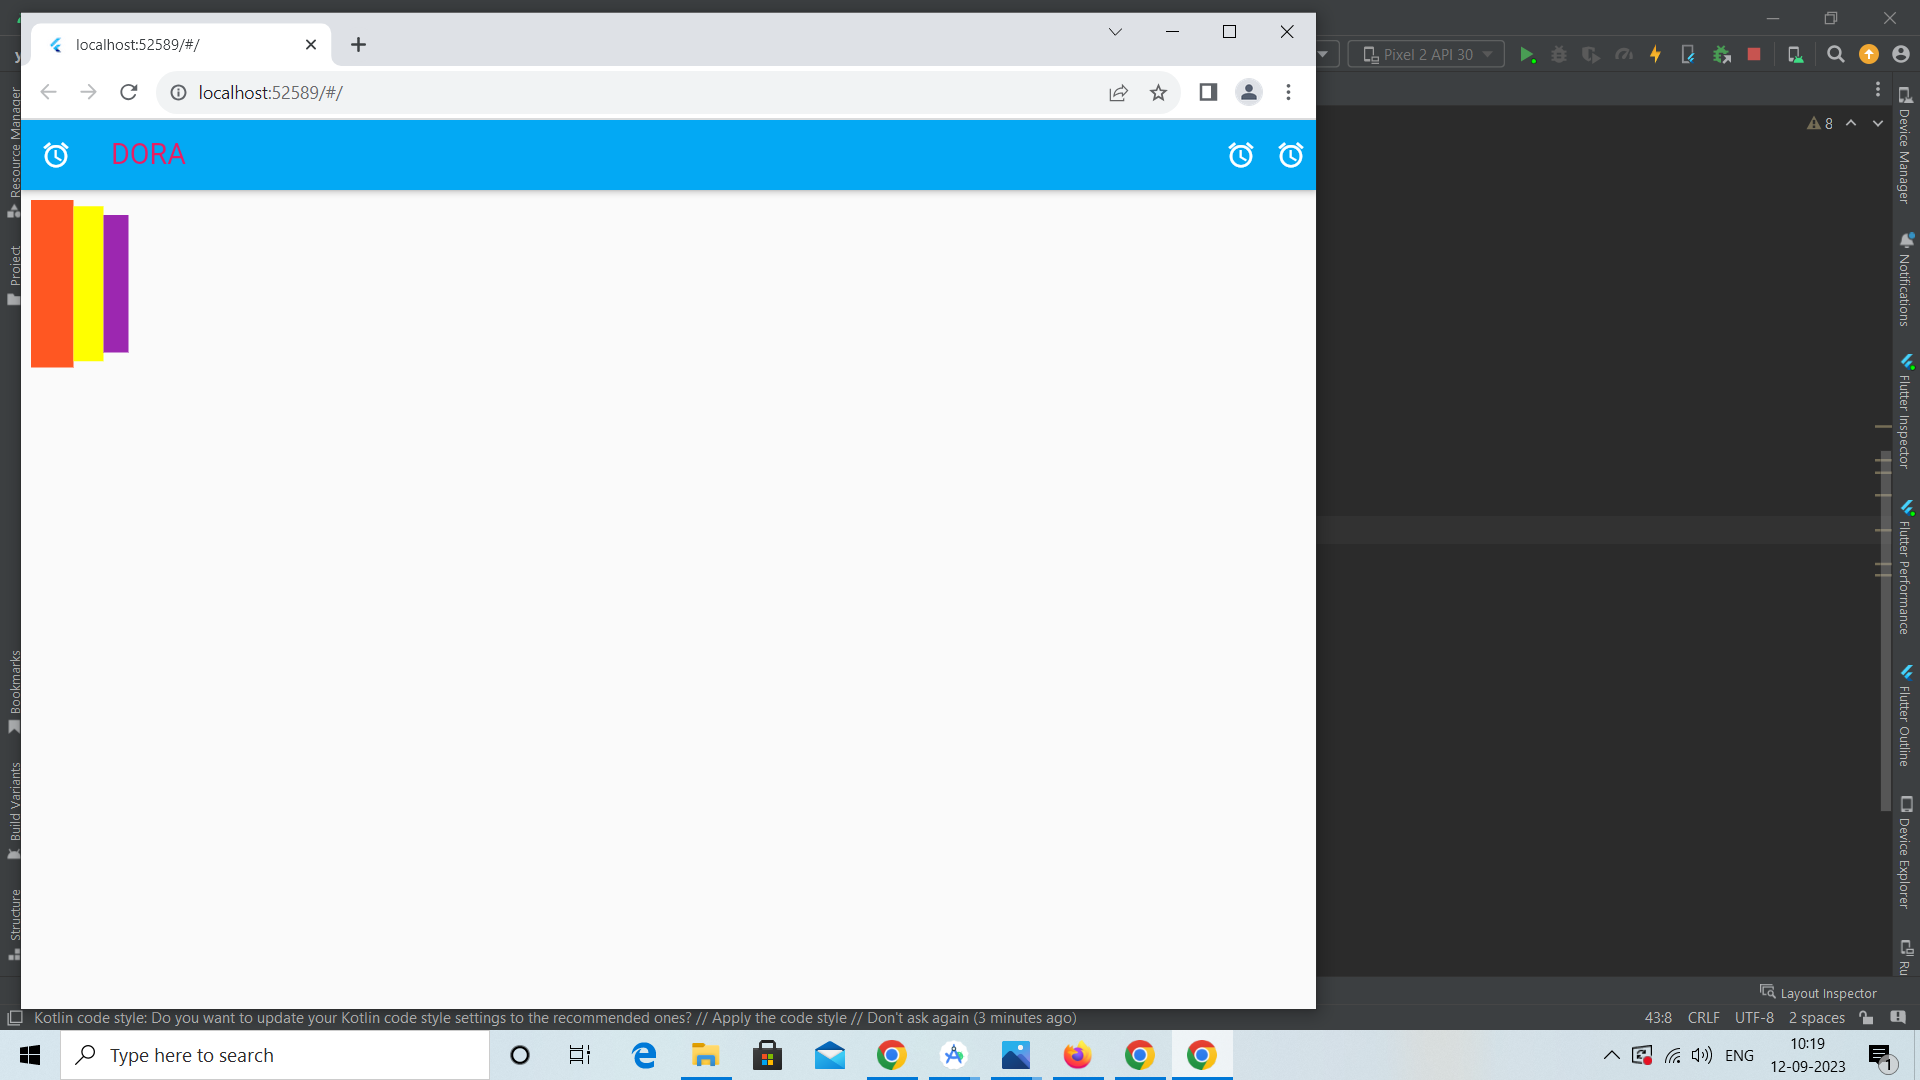 localhost:52589/#/
Pixel 2 API 30
localhost:52589/#/
DORA
8
Resource Manager
Project
Bookmarks
Build Variants
Structure
Device Manager
Notifications
Flutter Inspector
Flutter Performance
Flutter Outline
Device Explorer
Ru
Layout Inspector
Kotlin code style: Do you want to update your Kotlin code style settings to the recommended ones? // Apply the code style // Don't ask again (3 minutes ago)
43:8 CRLF UTF-8 2 spaces
Type here to search
ENG
10:19
12-09-2023
1